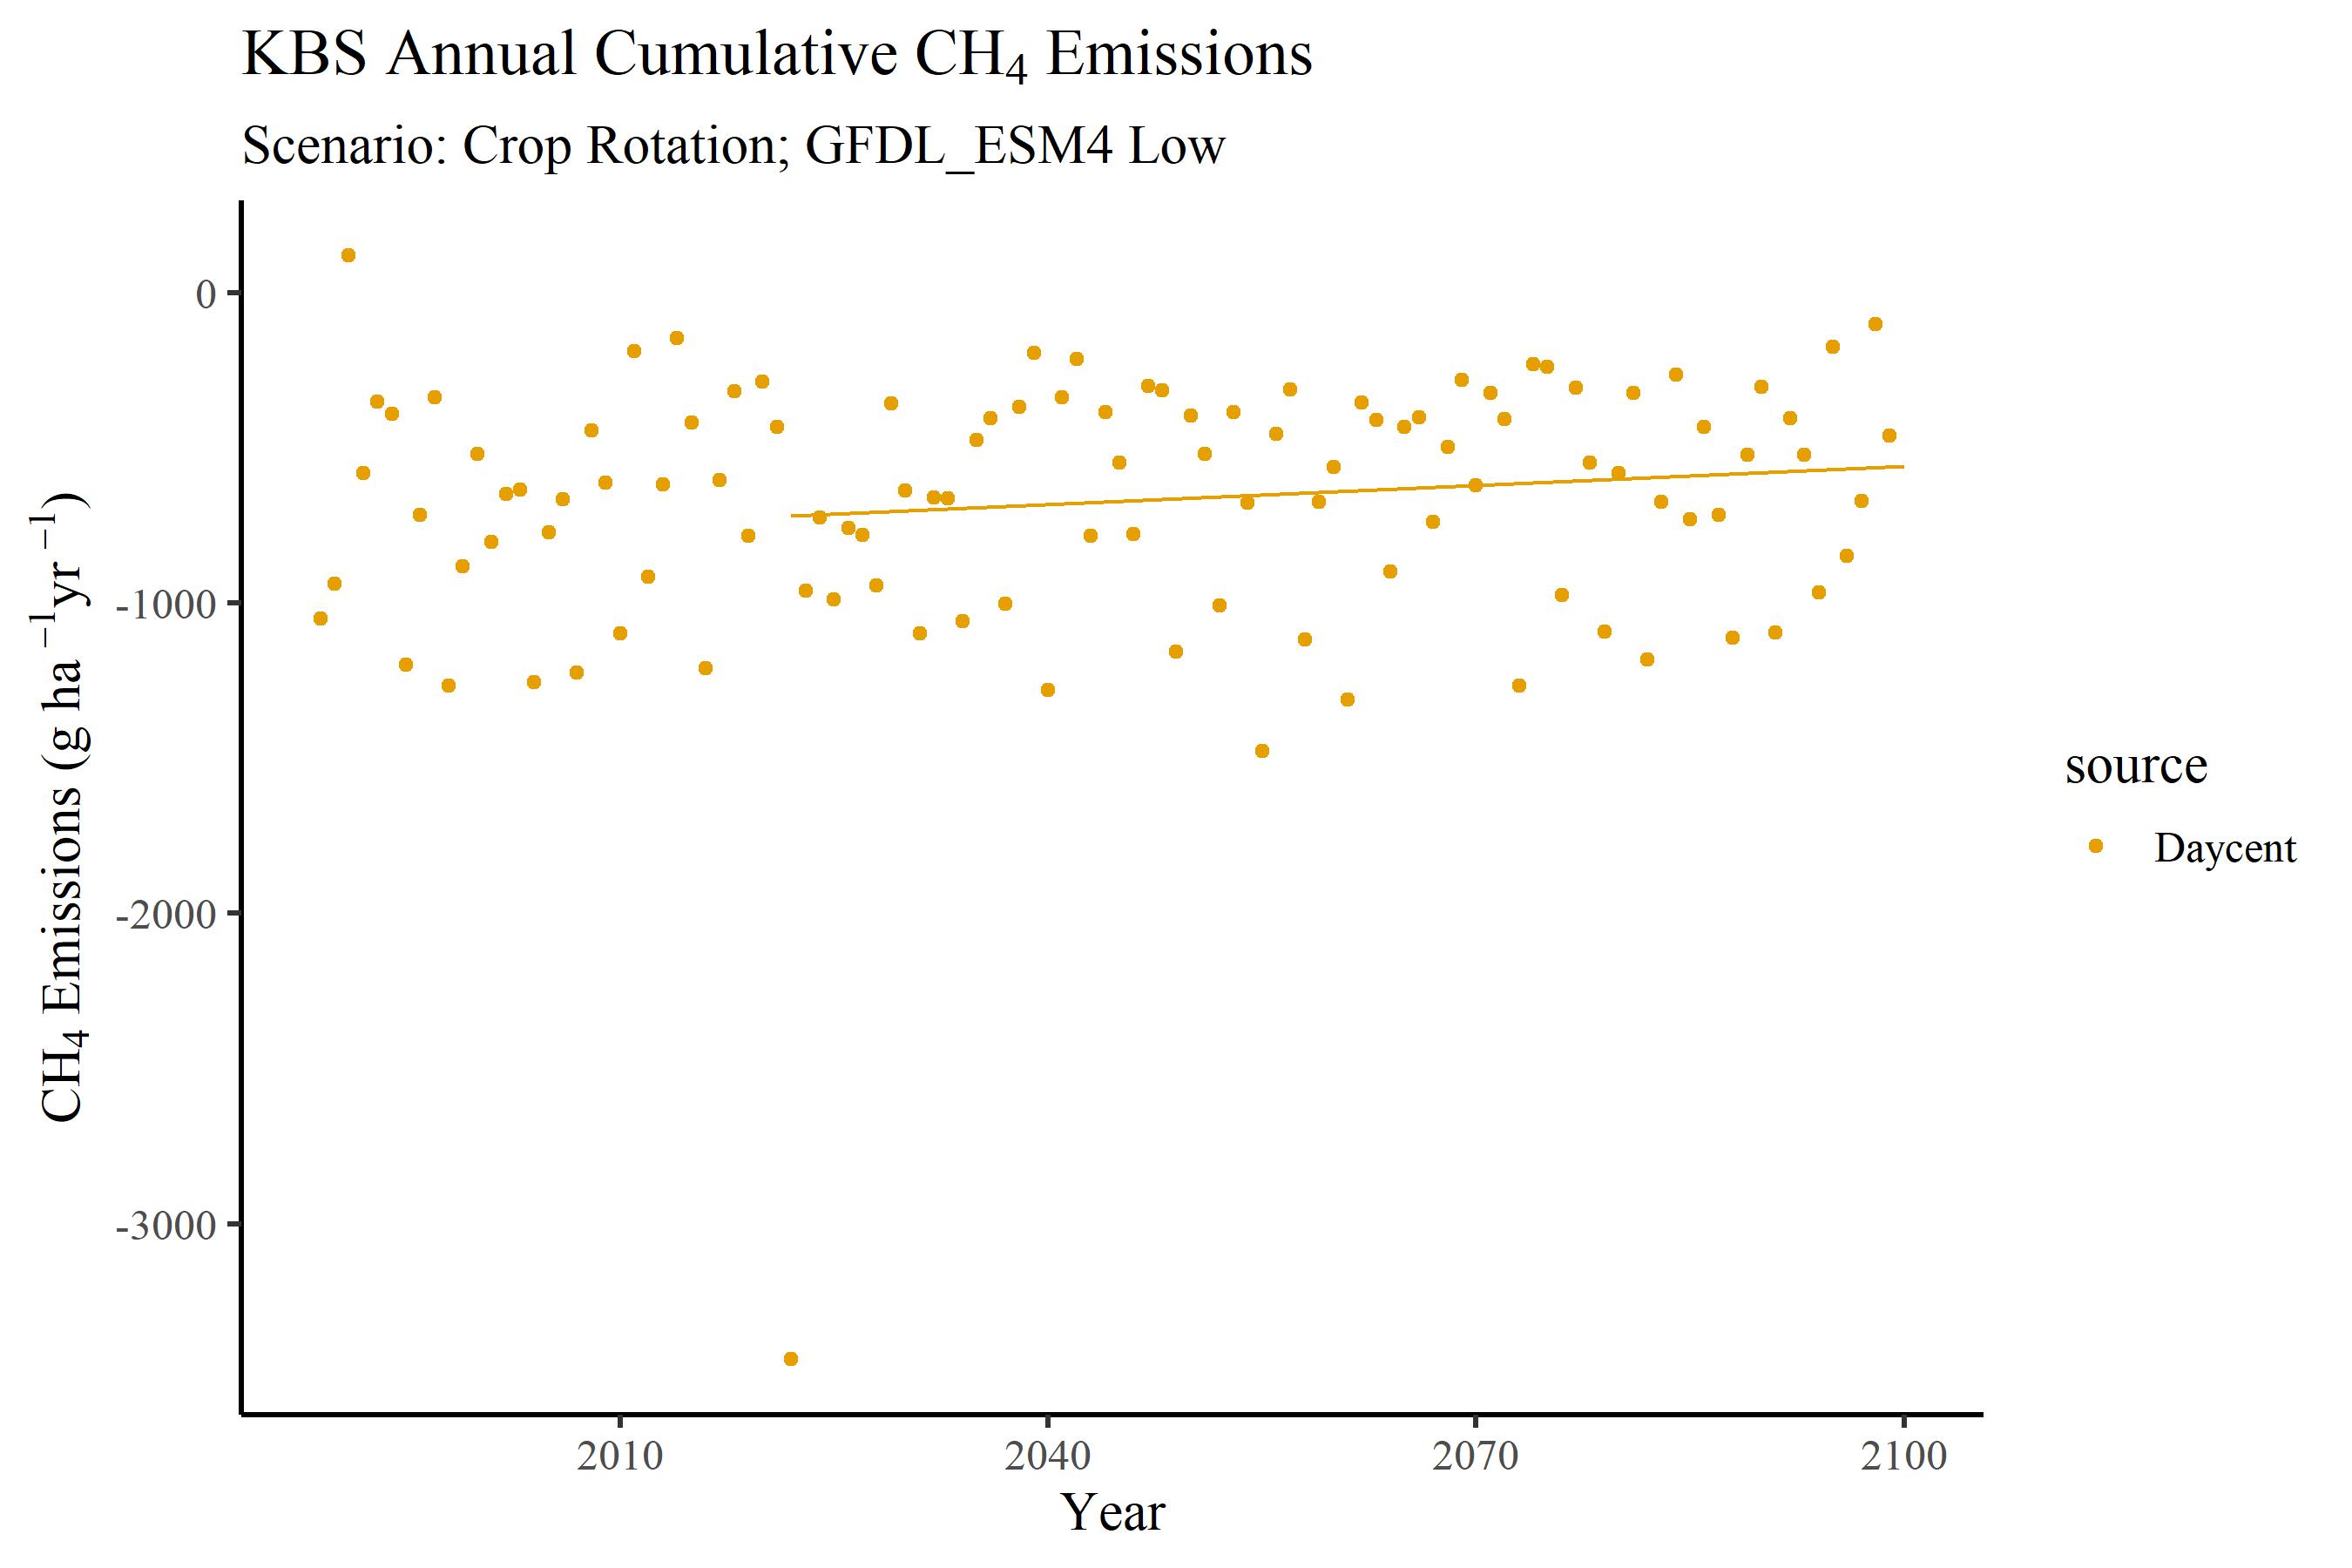 KBS Annual Cumulative CH₄ Emissions
Scenario: Crop Rotation; GFDL_ESM4 Low
CH₄ Emissions (g ha ⁻¹yr ⁻¹)
0
-1000
-2000
-3000
2010 2040 2070 2100
Year
source
Daycent